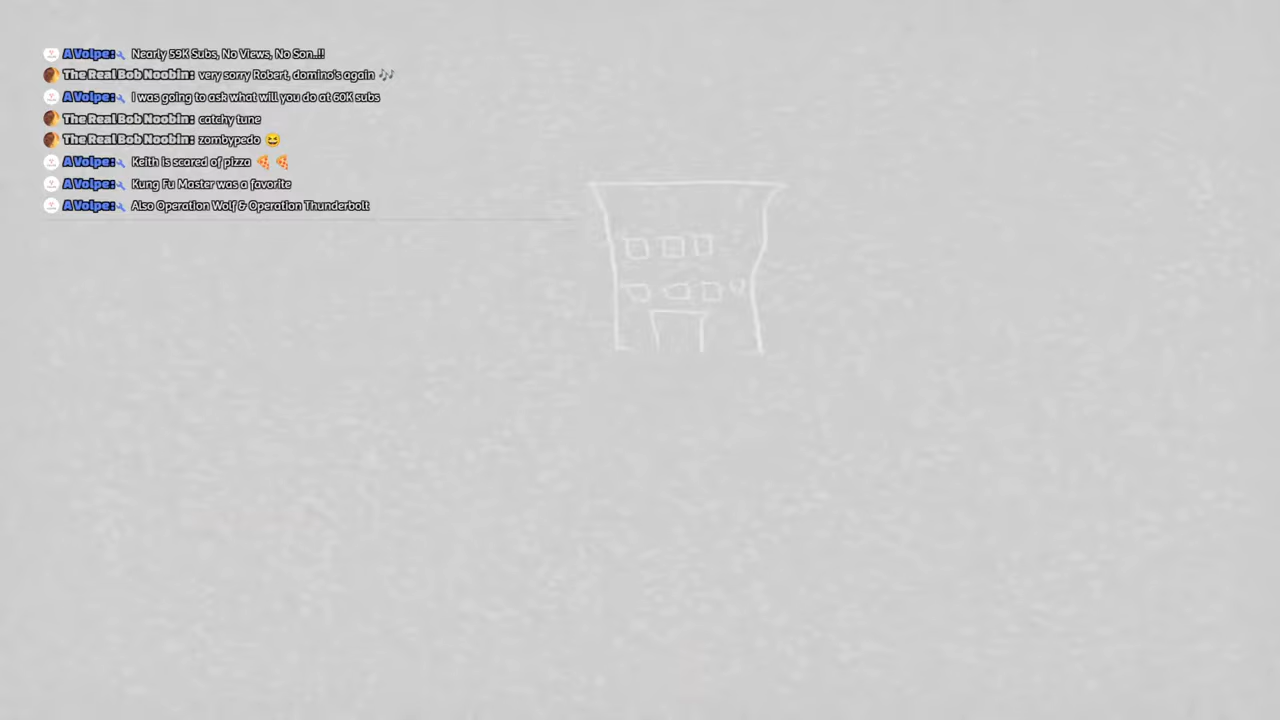 A Volpe: Nearly 59K Subs, No Views, No Son..!!
The Real Bob Noobin: very sorry Robert, domino's again 🎶
A Volpe: I was going to ask what will you do at 60K subs
The Real Bob Noobin: catchy tune
The Real Bob Noobin: zombypedo 😆
A Volpe: Keith is scared of pizza 🍕 🍕
A Volpe: Kung Fu Master was a favorite
A Volpe: Also Operation Wolf & Operation Thunderbolt